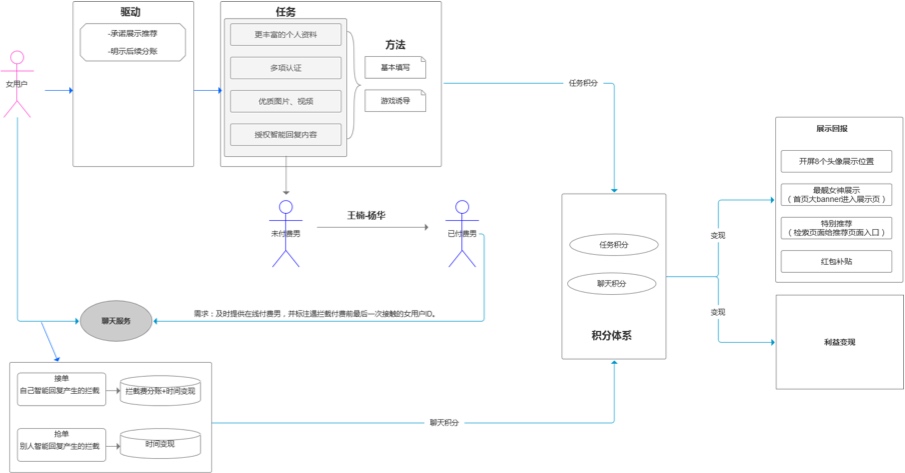 驱动
-承诺展示推荐
-明示后续分账
任务
更丰富的个人资料
多项认证
优质图片、视频
授权智能回复内容
方法
基本填写
游戏诱导
女用户
任务积分
未付费男
王楠-杨华
已付费男
聊天服务
需求：及时提供在线付费男，并标注遇拦截付费前最后一次接触的女用户ID。
接单
自己智能回复产生的拦截
拦截费分账+时间变现
抢单
别人智能回复产生的拦截
时间变现
聊天积分
任务积分
聊天积分
积分体系
变现
变现
展示回报
开屏8个头像展示位置
最靓女神展示
（首页大banner进入展示页）
特别推荐
（检索页面给推荐页面入口）
红包补贴
利益变现